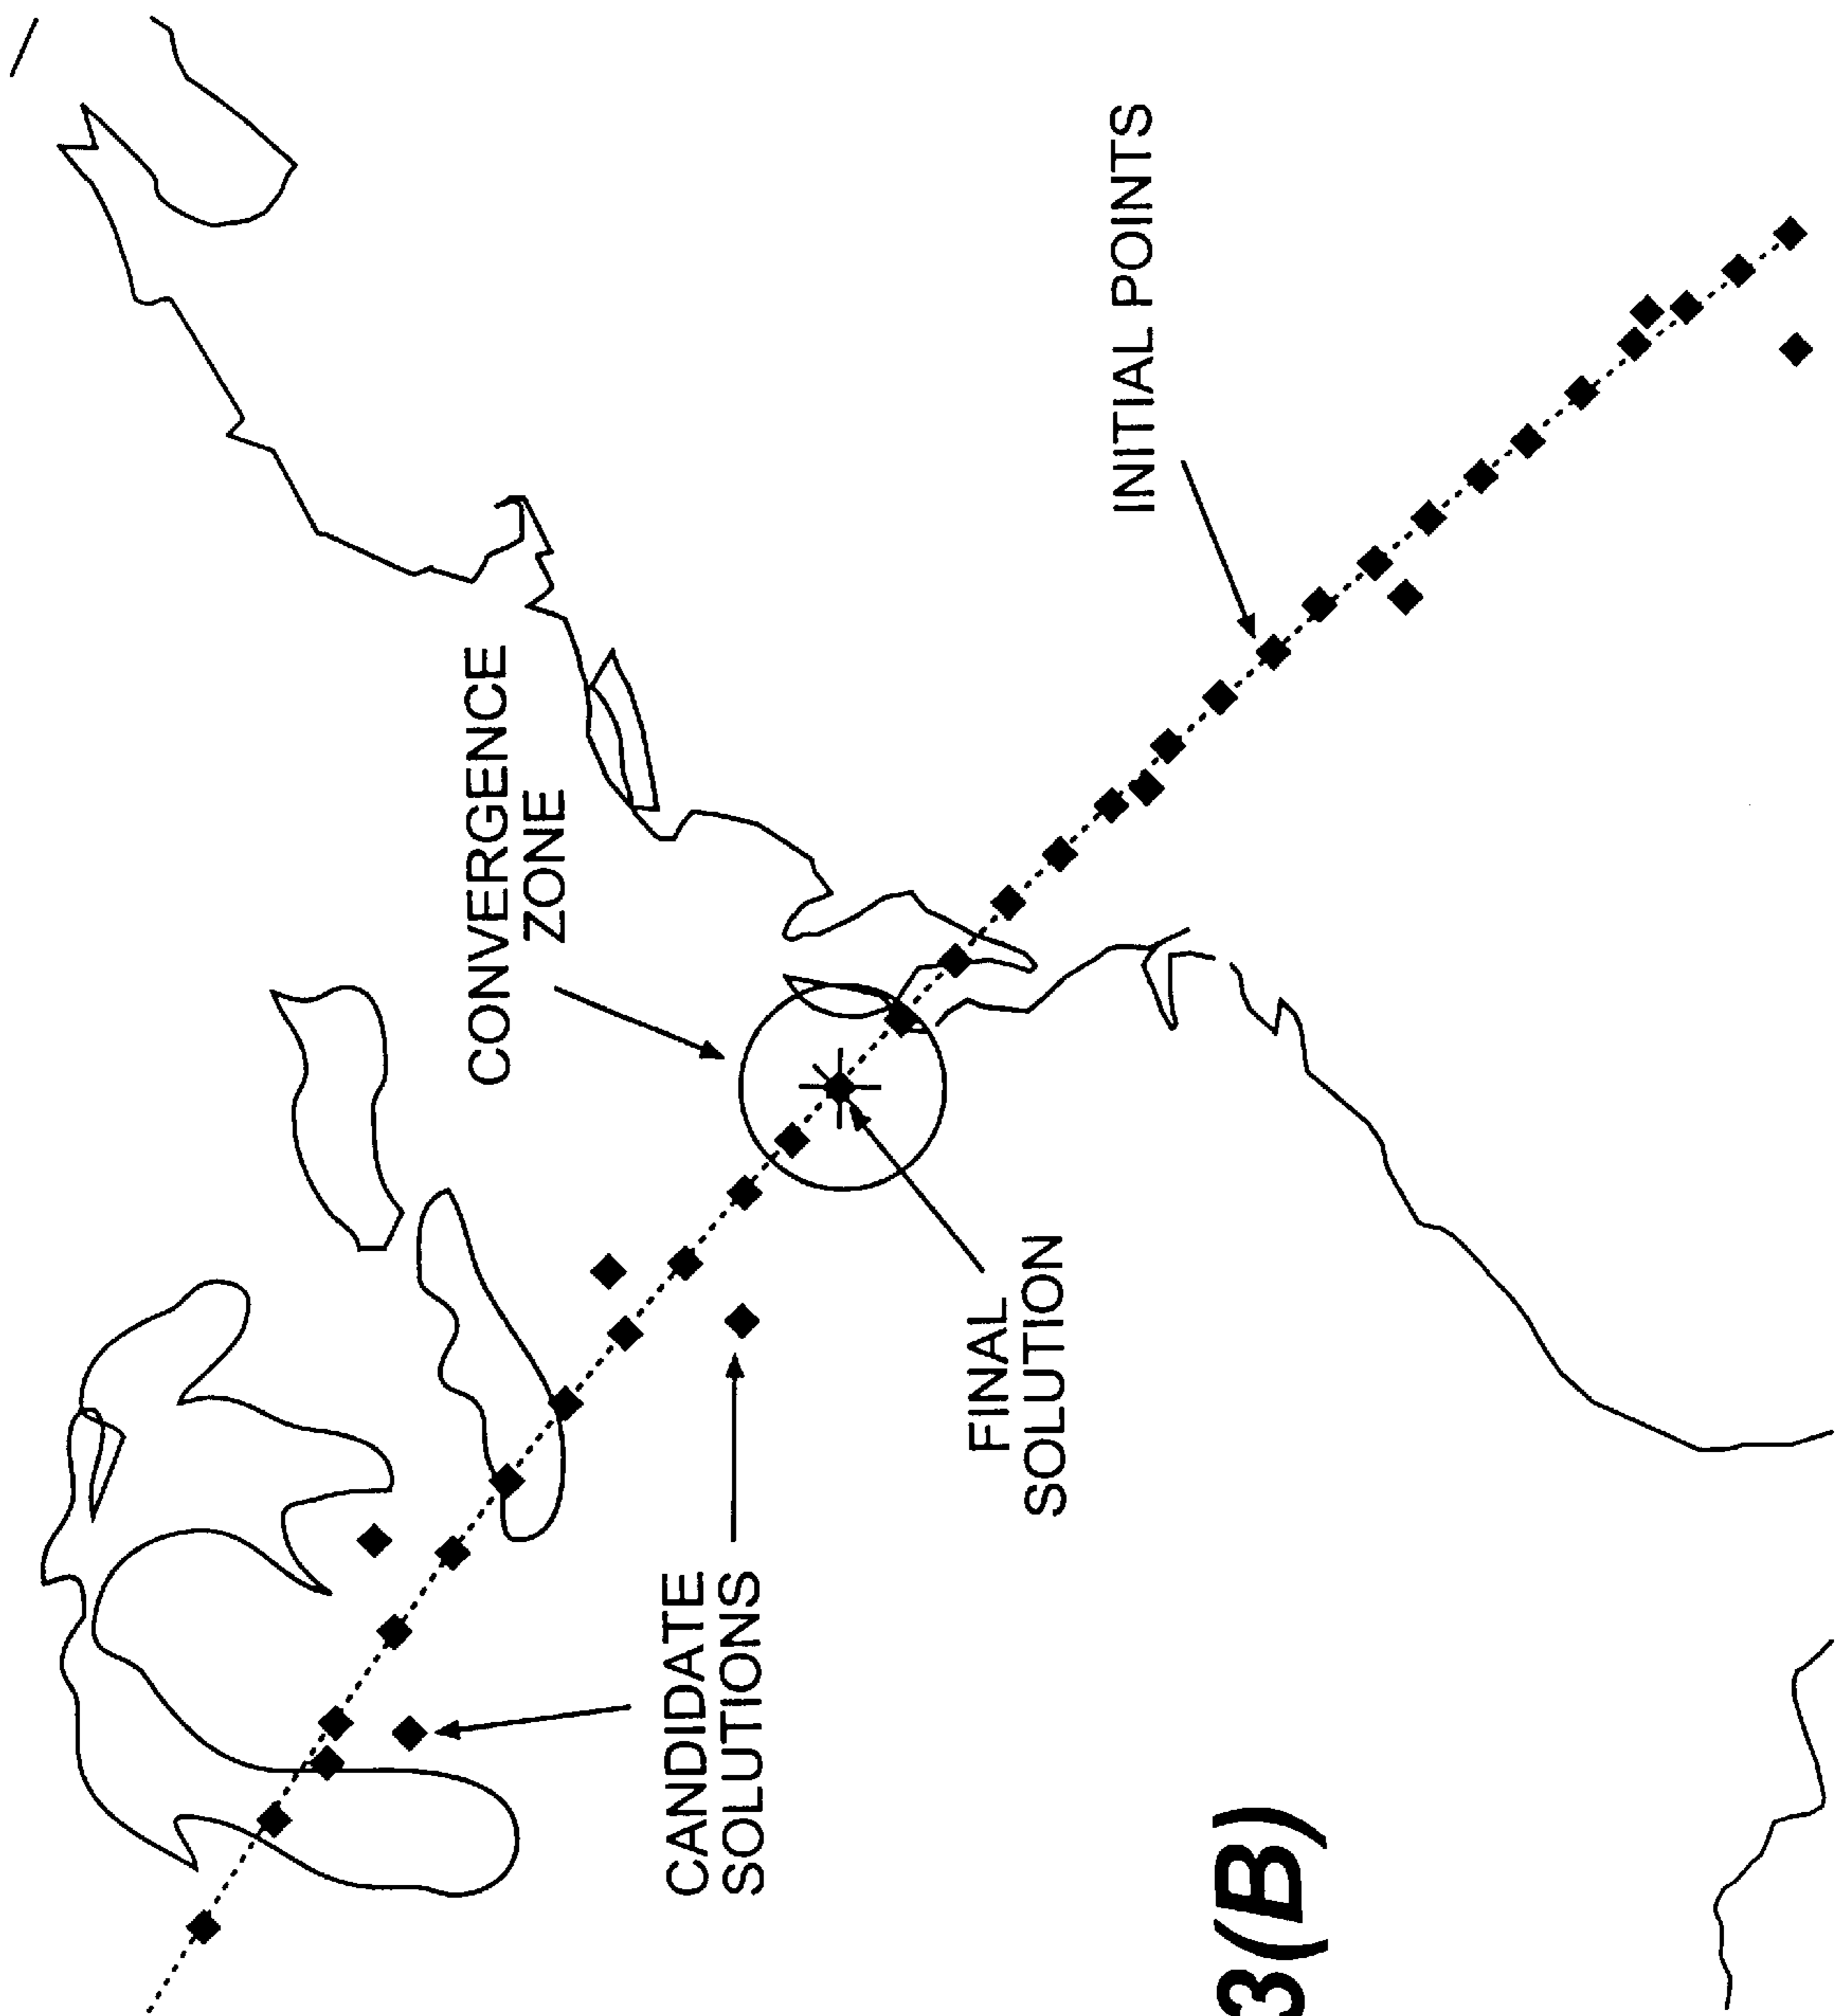 CONVERGENCE
ZONE
INITIAL POINTS
CANDIDATE
SOLUTIONS
FINAL
SOLUTION
3(B)